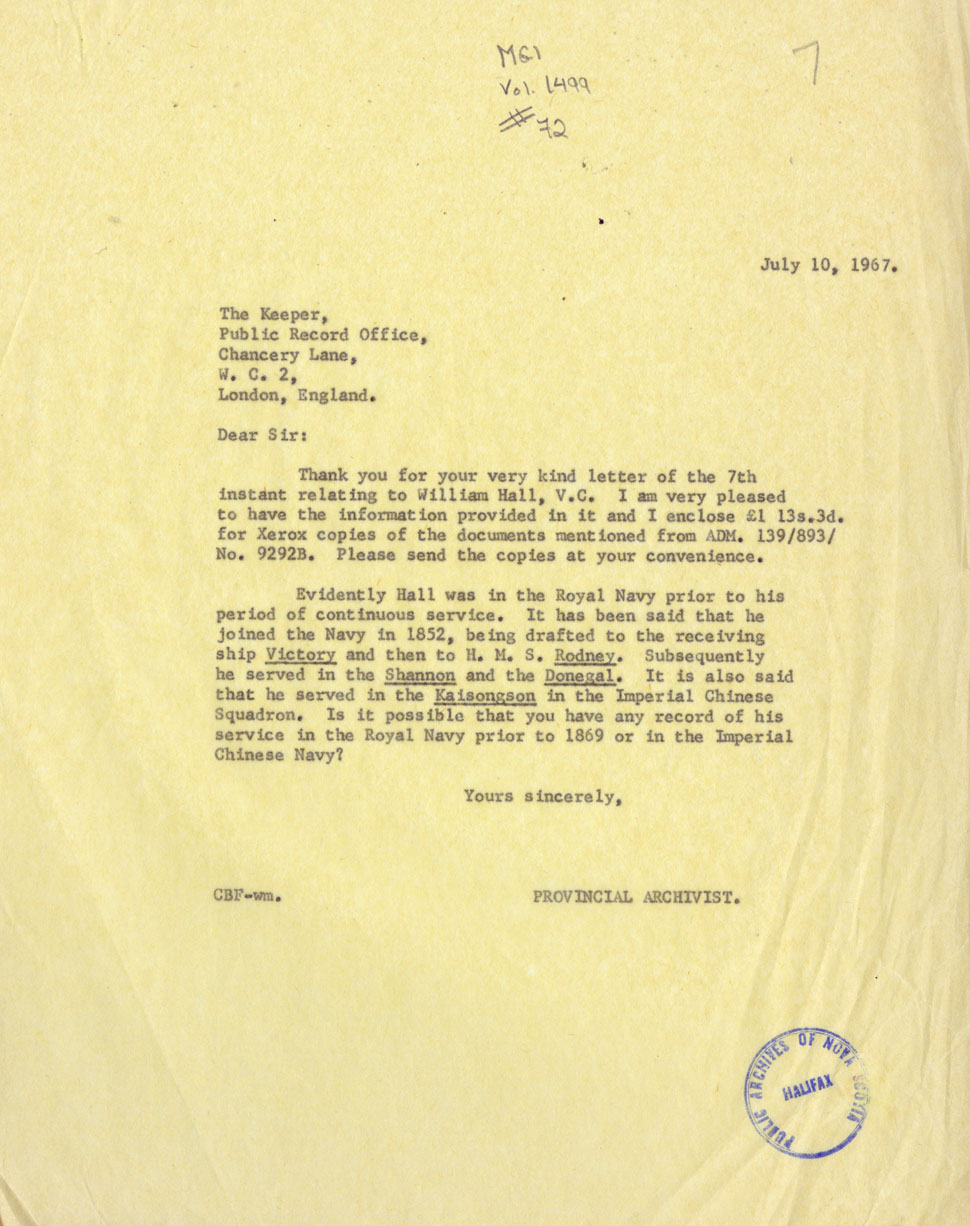 MG1
Vol. 1499
#72
7
July 10, 1967.
The Keeper,
Public Record Office,
Chancery Lane,
W. C. 2,
London, England.
Dear Sir:
Thank you for your very kind letter of the 7th
instant relating to William Hall, V.C. I am very pleased
to have the information provided in it and I enclose £1 13s.3d.
for Xerox copies of the documents mentioned from ADM. 139/893/
No. 9292B. Please send the copies at your convenience.
Evidently Hall was in the Royal Navy prior to his
period of continuous service. It has been said that he
joined the Navy in 1852, being drafted to the receiving
ship Victory and then to H. M. S. Rodney. Subsequently
he served in the Shannon and the Donegal. It is also said
that he served in the Kaisongson in the Imperial Chinese
Squadron. Is it possible that you have any record of his
service in the Royal Navy prior to 1869 or in the Imperial
Chinese Navy?
Yours sincerely,
CBF-wm. PROVINCIAL ARCHIVIST.
PUBLIC ARCHIVES OF NOVA SCOTIA
HALIFAX